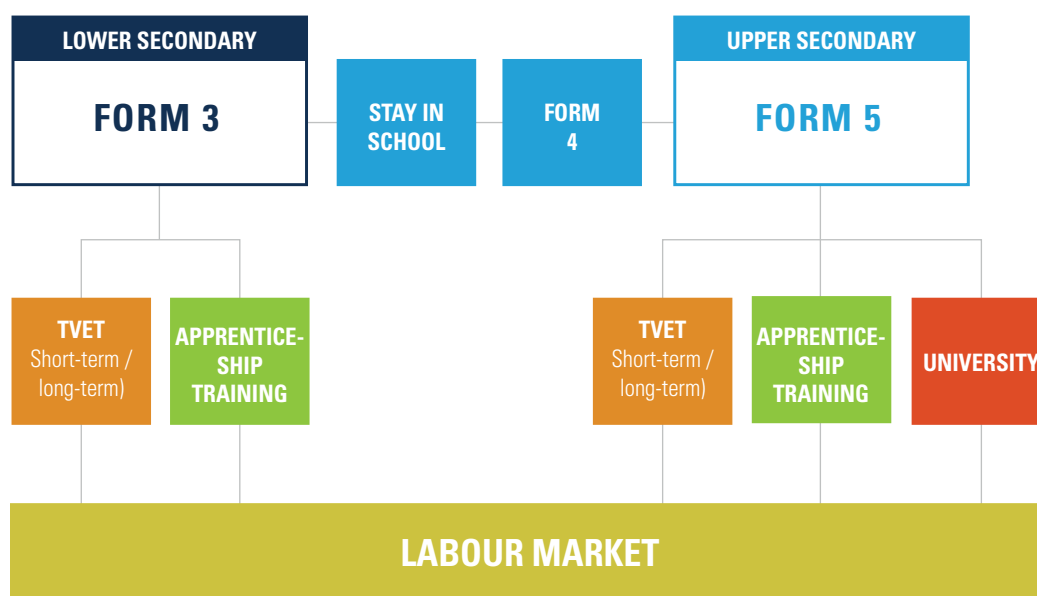 LOWER SECONDARY
FORM 3
STAY IN
SCHOOL
FORM
4
UPPER SECONDARY
FORM 5
TVET
Short-term /
long-term)
APPRENTICE-
SHIP
TRAINING
TVET
Short-term /
long-term)
APPRENTICE-
SHIP
TRAINING
UNIVERSITY
LABOUR MARKET